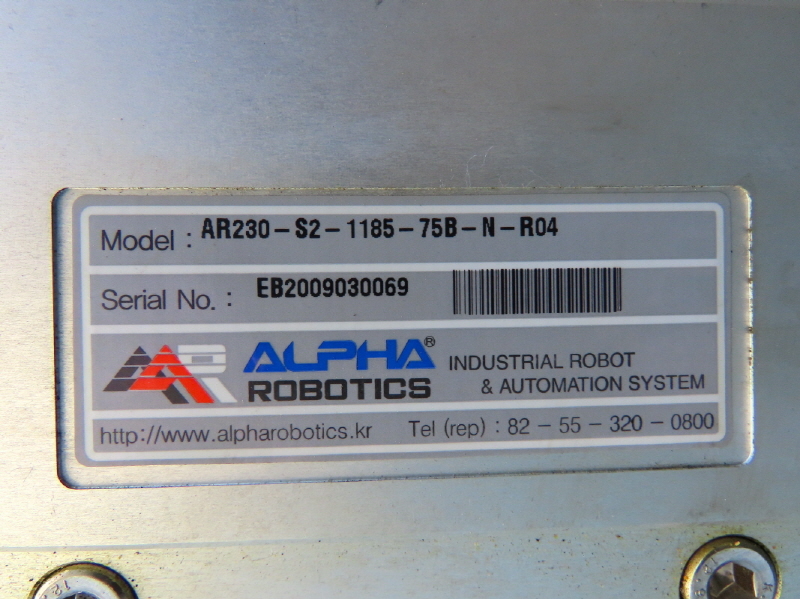 Model : AR230-S2-1185-75B-N-R04
Serial No. : EB2009030069
ALPHA®
ROBOTICS
INDUSTRIAL ROBOT
& AUTOMATION SYSTEM
http://www.alpharobotics.kr Tel (rep) : 82 - 55 - 320 - 0800